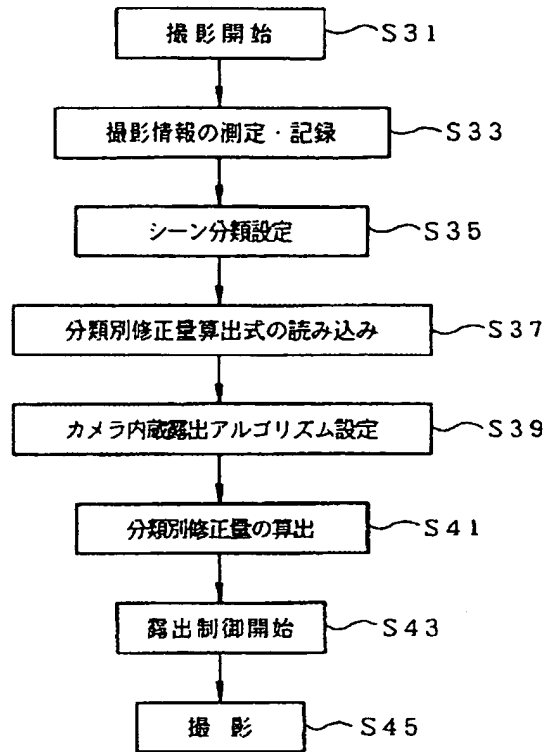 撮影開始 S31
撮影情報の測定・記録 S33
シーン分類設定 S35
分類別修正量算出式の読み込み S37
カメラ内蔵露出アルゴリズム設定 S39
分類別修正量の算出 S41
露出制御開始 S43
撮影 S45